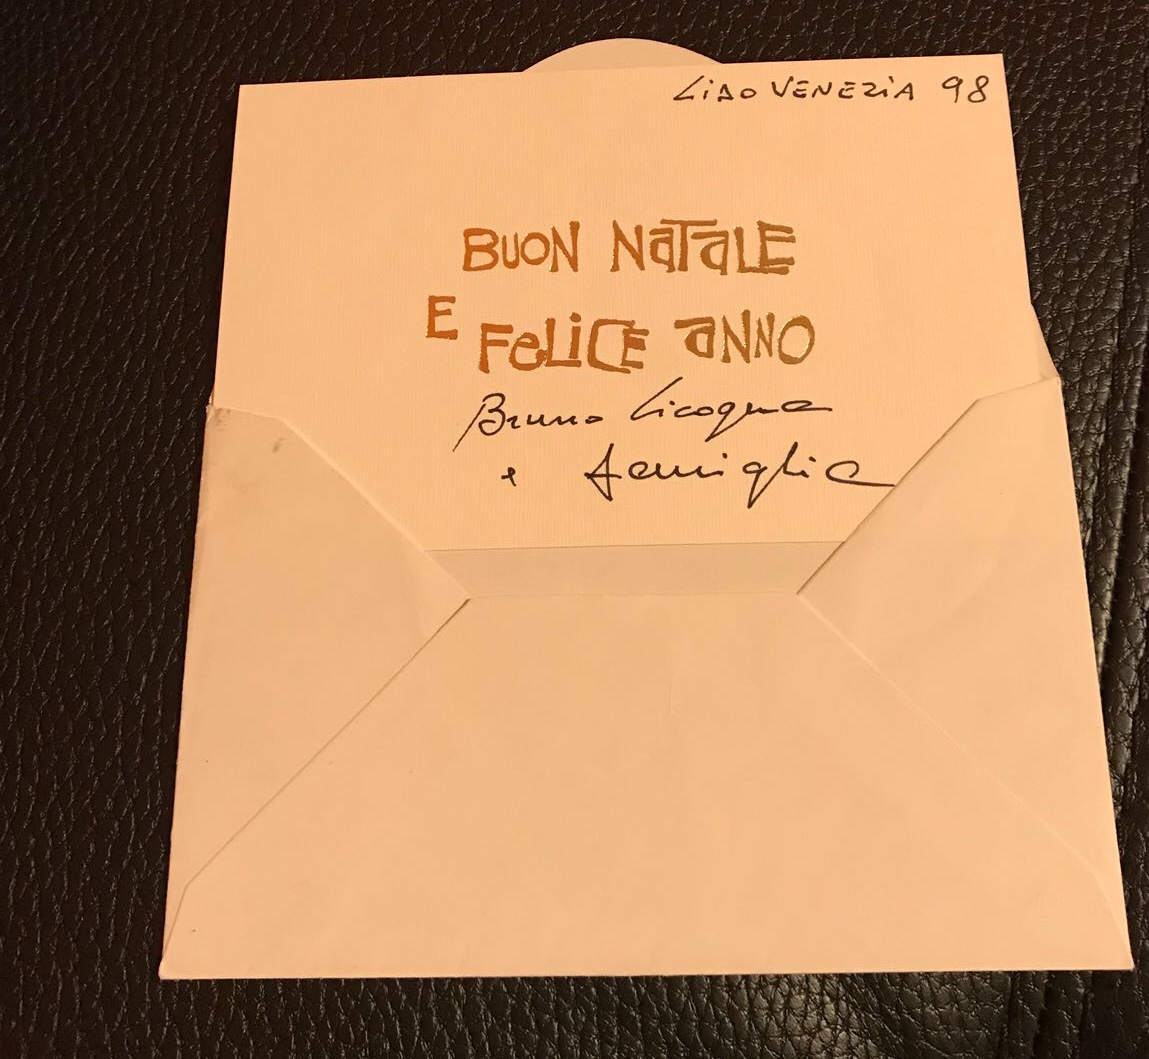 LiDO VENEZiA 98
BUON NaTaLE
E FeLiCE aNNO
Bruno Licogna
e famiglia